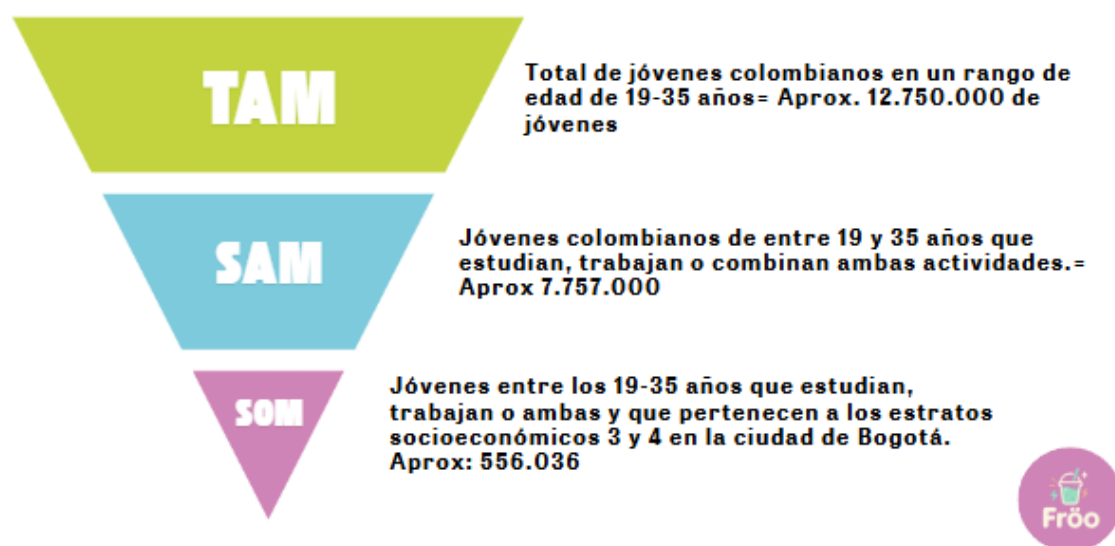 TAM
Total de jóvenes colombianos en un rango de
edad de 19-35 años= Aprox. 12.750.000 de
jóvenes
SAM
Jóvenes colombianos de entre 19 y 35 años que
estudian, trabajan o combinan ambas actividades.=
Aprox 7.757.000
SOM
Jóvenes entre los 19-35 años que estudian,
trabajan o ambas y que pertenecen a los estratos
socioeconómicos 3 y 4 en la ciudad de Bogotá.
Aprox: 556.036
Fröo